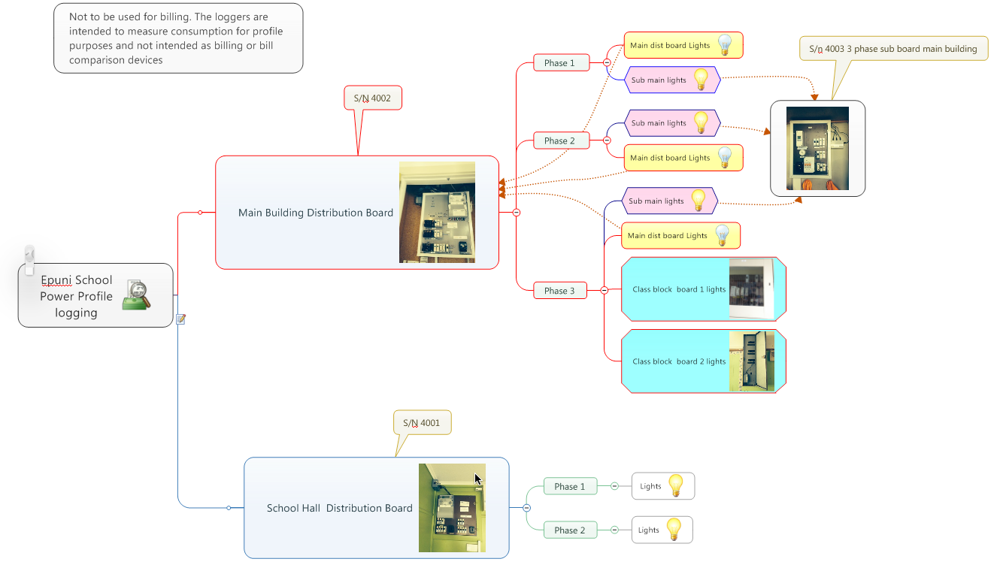 Not to be used for billing. The loggers are
intended to measure consumption for profile
purposes and not intended as billing or bill
comparison devices
S/N 4002
S/n 4003 3 phase sub board main building
Phase 1
Main dist board Lights
Sub main lights
Phase 2
Sub main lights
Main dist board Lights
Main Building Distribution Board
Phase 3
Sub main lights
Main dist board Lights
Class block  board 1 lights
Class block  board 2 lights
Epuni School
Power Profile
logging
S/N 4001
School Hall  Distribution Board
Phase 1
Lights
Phase 2
Lights